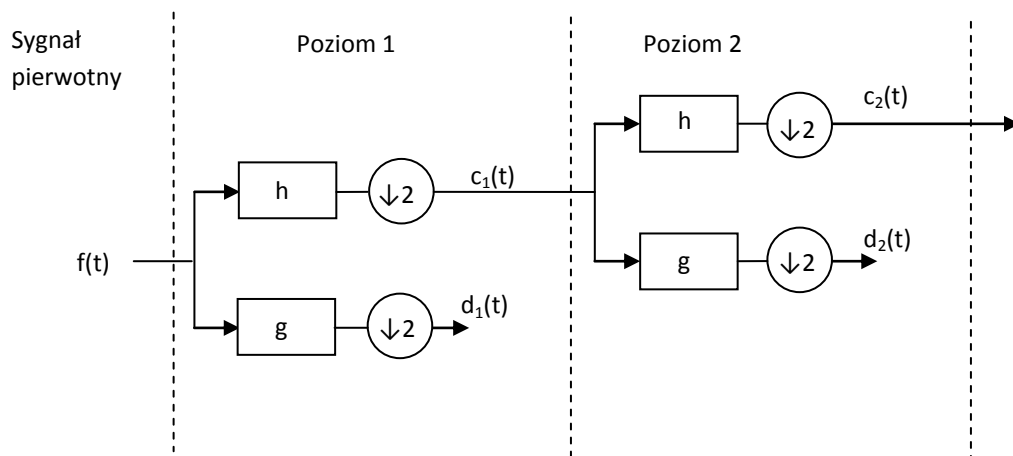 Sygnał
pierwotny
Poziom 1
Poziom 2
c₂(t)
h
↓2
c₁(t)
h
↓2
d₂(t)
g
↓2
f(t)
d₁(t)
g
↓2